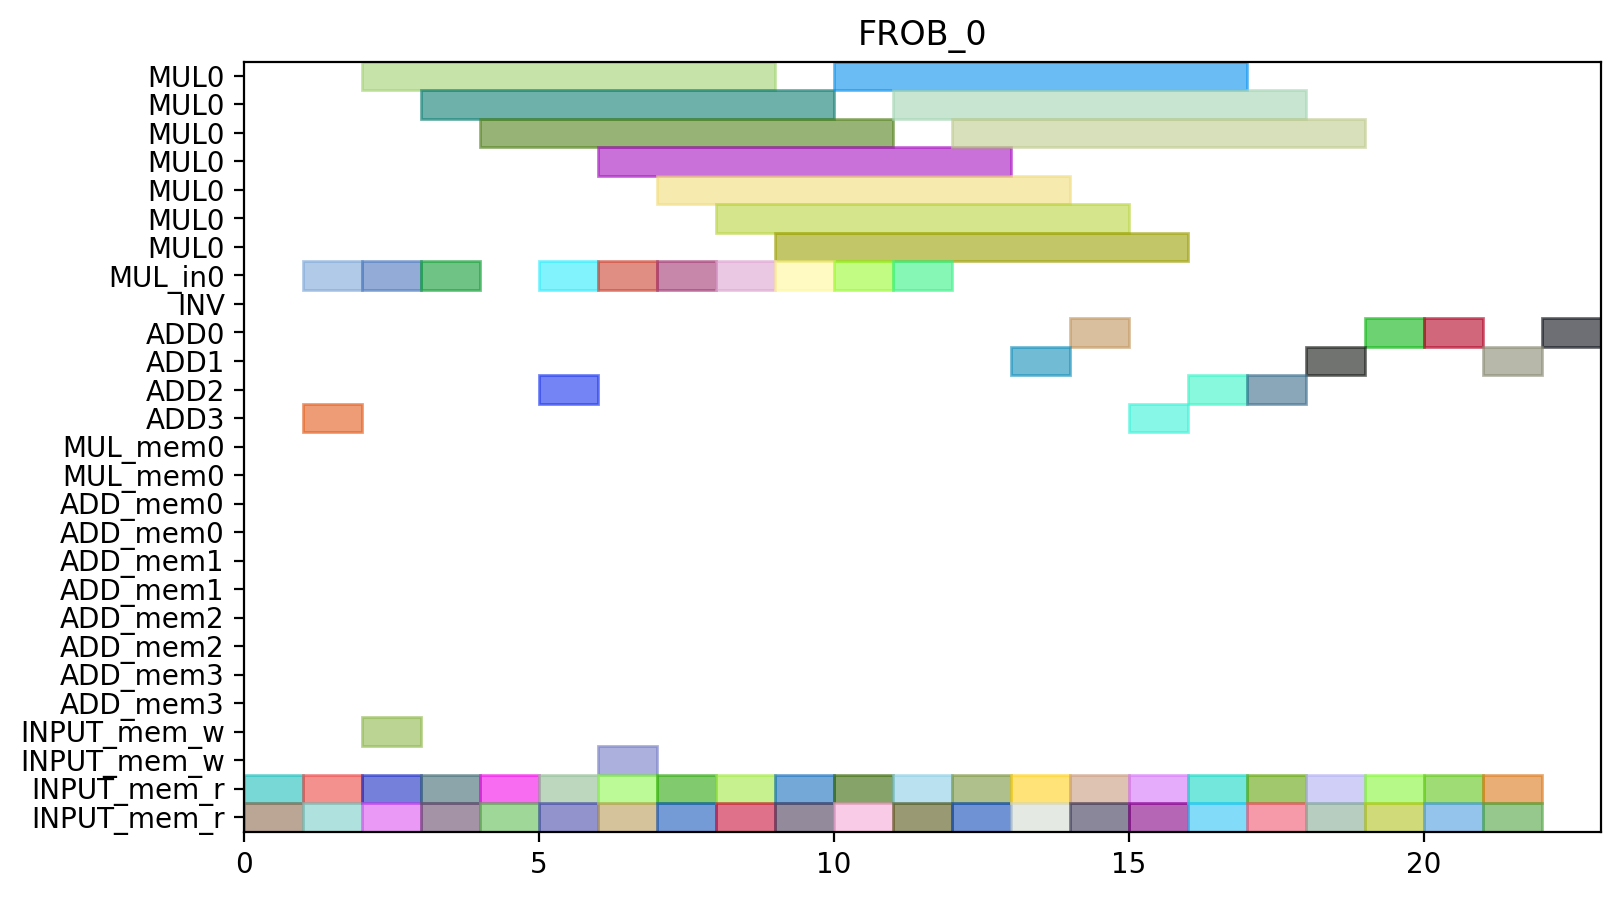 FROB_0
MUL0
MUL0
MUL0
MUL0
MUL0
MUL0
MUL0
MUL_in0
INV
ADD0
ADD1
ADD2
ADD3
MUL_mem0
MUL_mem0
ADD_mem0
ADD_mem0
ADD_mem1
ADD_mem1
ADD_mem2
ADD_mem2
ADD_mem3
ADD_mem3
INPUT_mem_w
INPUT_mem_w
INPUT_mem_r
INPUT_mem_r
0 5 10 15 20